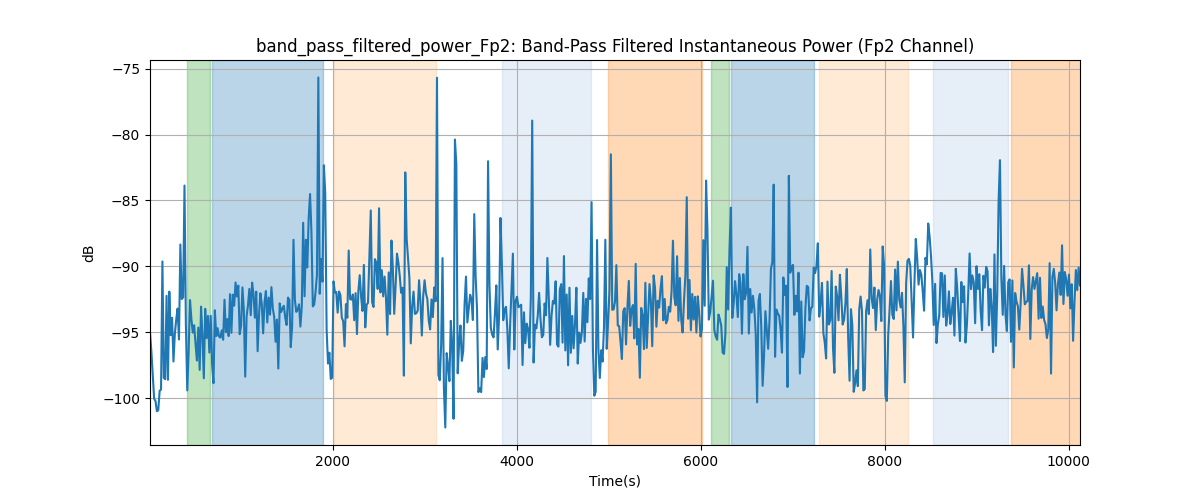 band_pass_filtered_power_Fp2: Band-Pass Filtered Instantaneous Power (Fp2 Channel)
−75
−80
−85
−90
−95
−100
dB
2000 4000 6000 8000 10000
Time(s)